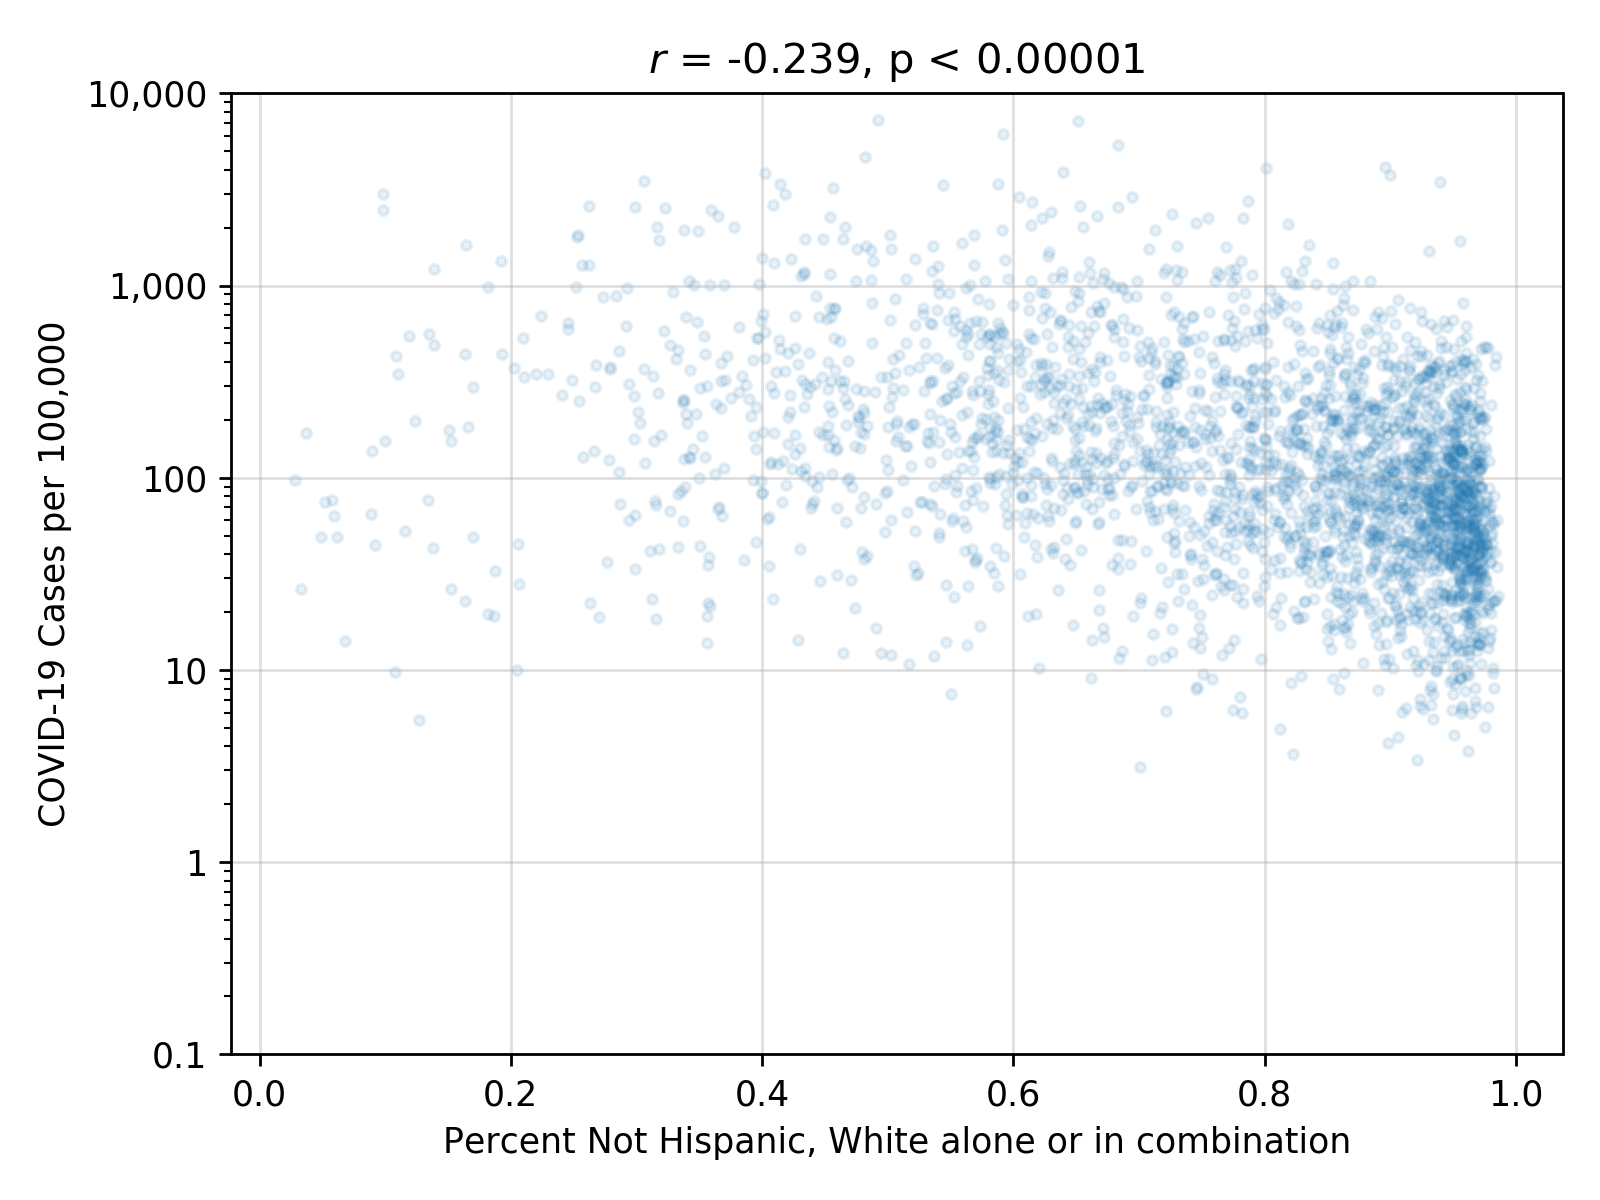 r = -0.239, p < 0.00001
10,000
1,000
100
10
1
0.1
COVID-19 Cases per 100,000
0.0 0.2 0.4 0.6 0.8 1.0
Percent Not Hispanic, White alone or in combination